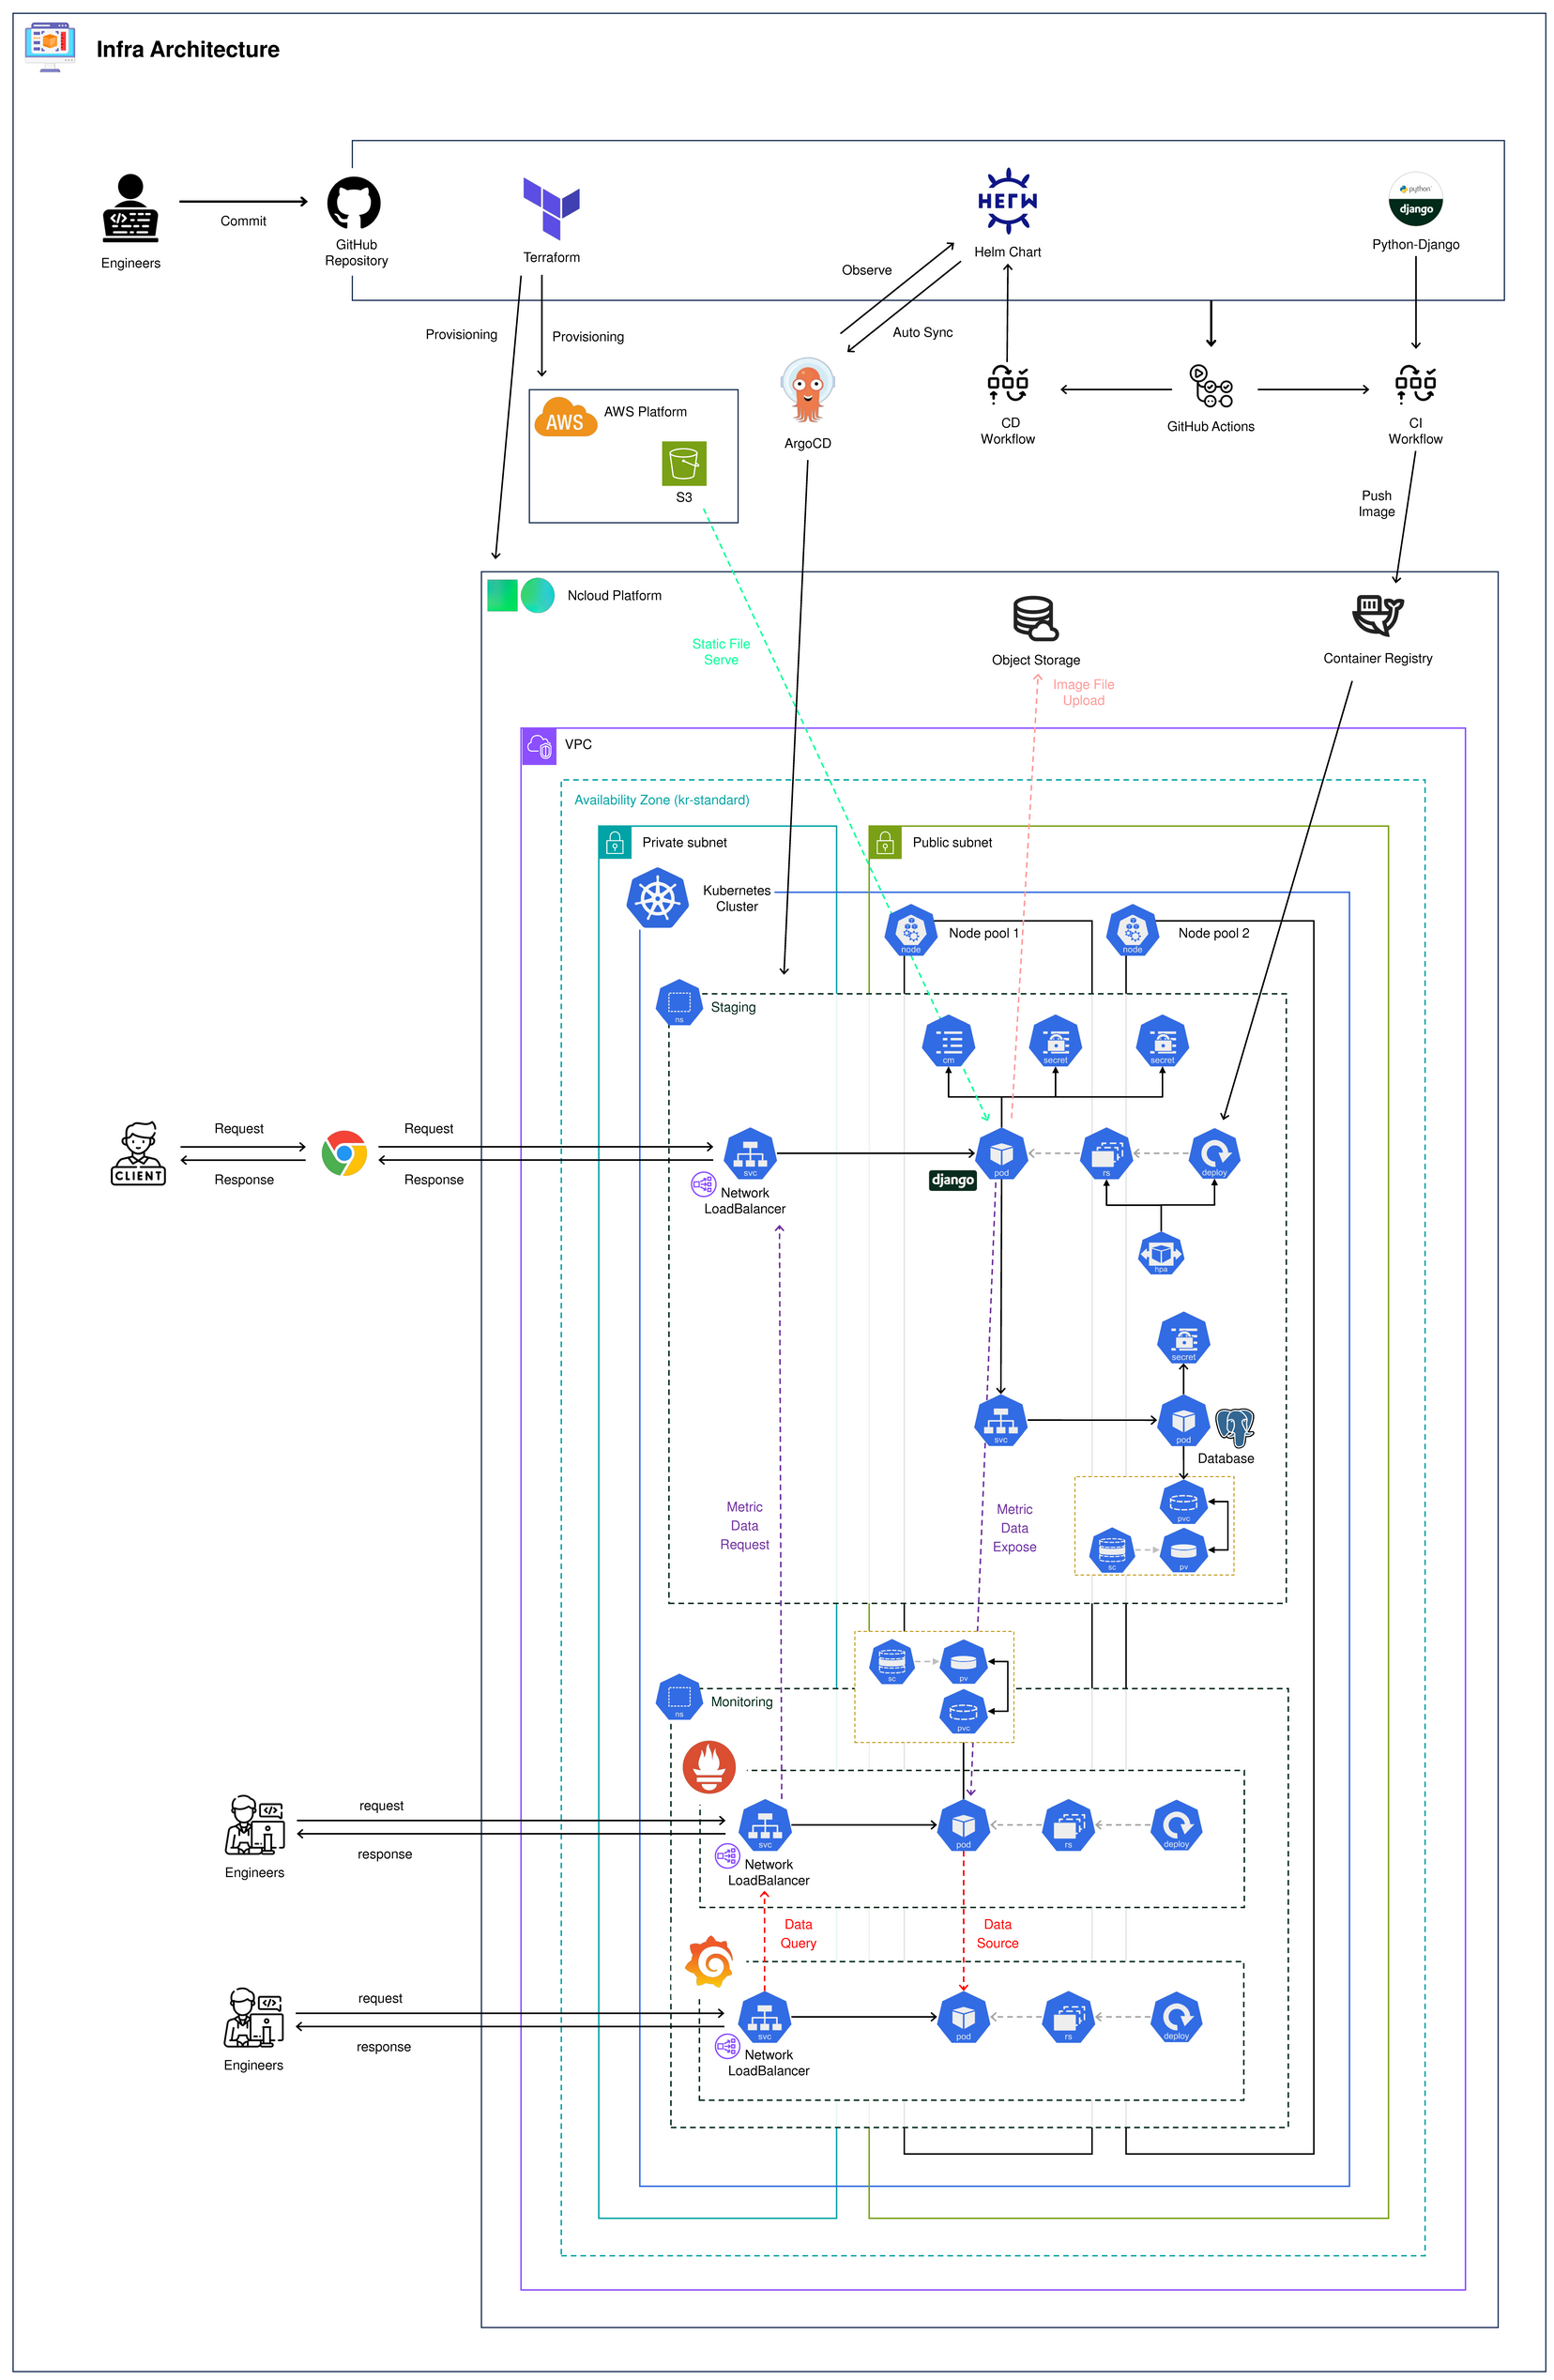 Infra Architecture
Engineers
Commit
GitHub
Repository
Terraform
HELM
Helm Chart
python
django
Python-Django
Observe
Auto Sync
Provisioning
Provisioning
AWS
AWS Platform
S3
ArgoCD
CD
Workflow
GitHub Actions
CI
Workflow
Push
Image
Ncloud Platform
Object Storage
Container Registry
Static File
Serve
Image File
Upload
VPC
Availability Zone (kr-standard)
Private subnet
Public subnet
Kubernetes
Cluster
node
Node pool 1
node
Node pool 2
ns
Staging
cm
secret
secret
CLIENT
Request
Response
Request
Response
svc
Network
LoadBalancer
django
pod
rs
deploy
hpa
secret
svc
pod
Database
pvc
sc
pv
Metric
Data
Request
Metric
Data
Expose
sc
pv
pvc
ns
Monitoring
Engineers
request
response
svc
Network
LoadBalancer
pod
rs
deploy
Data
Query
Data
Source
Engineers
request
response
svc
Network
LoadBalancer
pod
rs
deploy